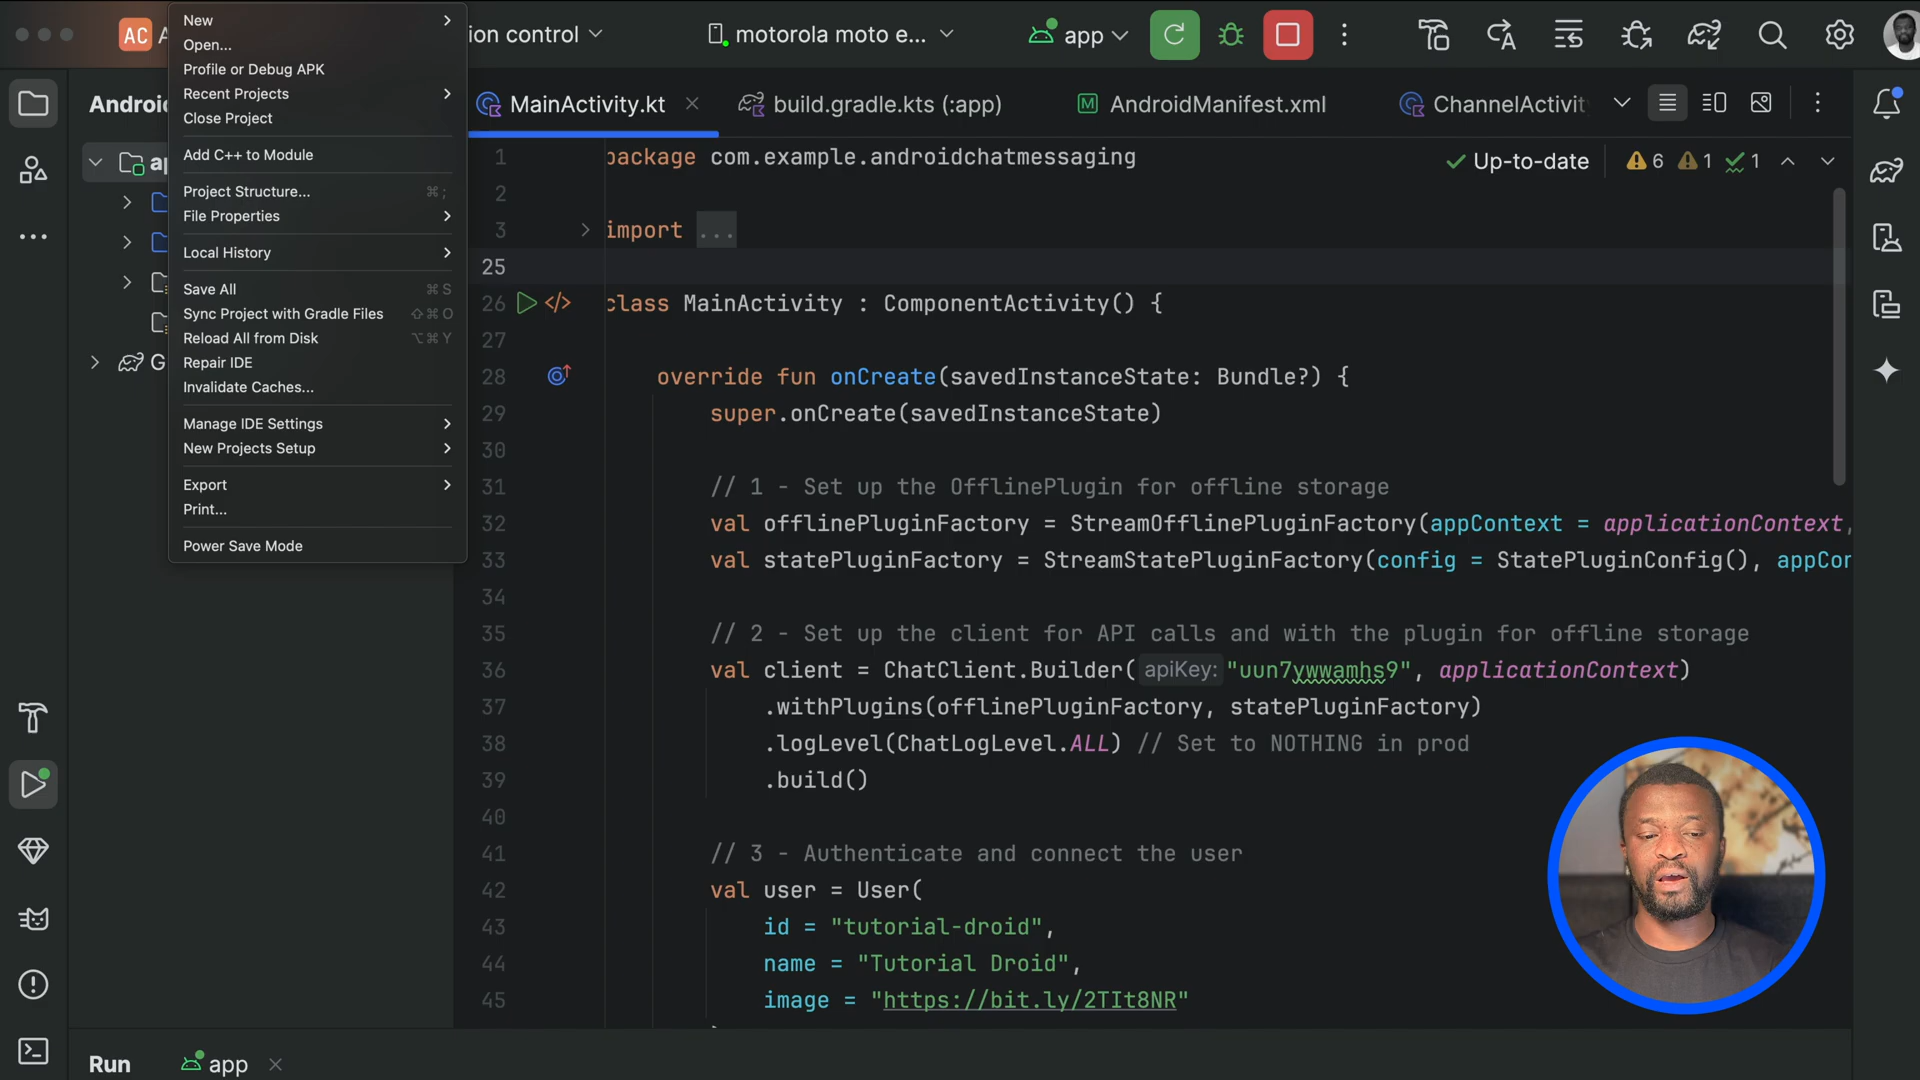 AC A
ion control
motorola moto e...
app
New
Open...
Profile or Debug APK
Recent Projects
Close Project
Add C++ to Module
Project Structure... ⌘ ;
File Properties
Local History
Save All ⌘ S
Sync Project with Gradle Files ⇧⌘O
Reload All from Disk ⌥⌘Y
Repair IDE
Invalidate Caches...
Manage IDE Settings
New Projects Setup
Export
Print...
Power Save Mode
Android
ap
G
MainActivity.kt
build.gradle.kts (:app)
AndroidManifest.xml
ChannelActivit
Up-to-date 6 1 1
1 package com.example.androidchatmessaging
2
3 import ...
25
26 class MainActivity : ComponentActivity() {
27
28 override fun onCreate(savedInstanceState: Bundle?) {
29 super.onCreate(savedInstanceState)
30
31 // 1 - Set up the OfflinePlugin for offline storage
32 val offlinePluginFactory = StreamOfflinePluginFactory(appContext = applicationContext,
33 val statePluginFactory = StreamStatePluginFactory(config = StatePluginConfig(), appCon
34
35 // 2 - Set up the client for API calls and with the plugin for offline storage
36 val client = ChatClient.Builder( apiKey: "uun7ywwamhs9", applicationContext)
37 .withPlugins(offlinePluginFactory, statePluginFactory)
38 .logLevel(ChatLogLevel.ALL) // Set to NOTHING in prod
39 .build()
40
41 // 3 - Authenticate and connect the user
42 val user = User(
43 id = "tutorial-droid",
44 name = "Tutorial Droid",
45 image = "https://bit.ly/2TIt8NR"
Run app